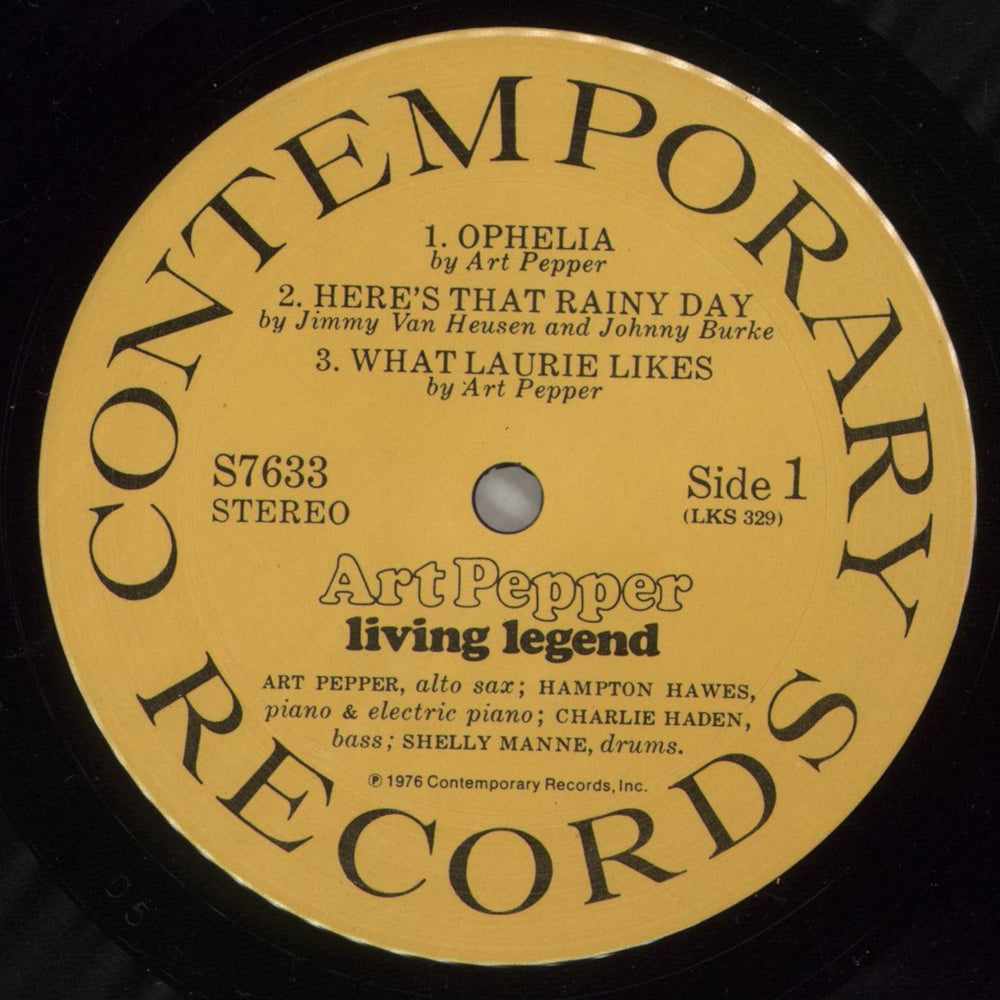 CONTEMPORARY
1. OPHELIA
by Art Pepper
2. HERE'S THAT RAINY DAY
by Jimmy Van Heusen and Johnny Burke
3. WHAT LAURIE LIKES
by Art Pepper
S7633
STEREO
Side 1
(LKS 329)
Art Pepper
living legend
ART PEPPER, alto sax; HAMPTON HAWES,
piano & electric piano; CHARLIE HADEN,
bass; SHELLY MANNE, drums.
℗ 1976 Contemporary Records, Inc.
RECORDS